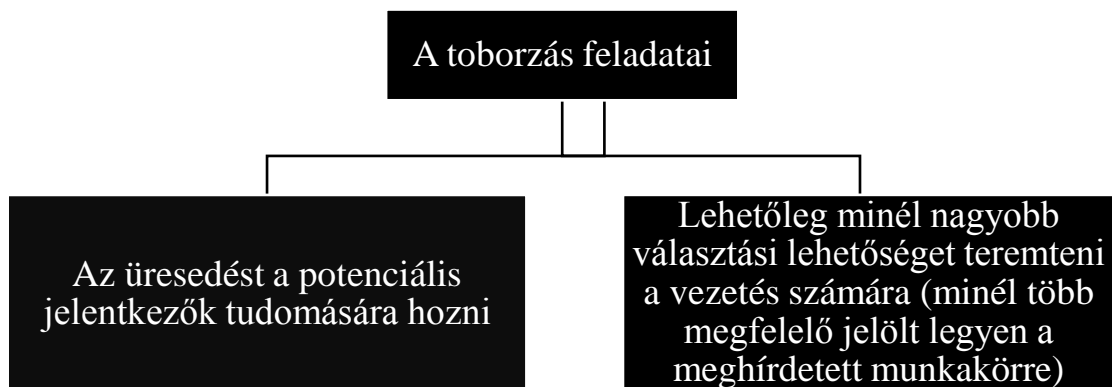 A toborzás feladatai
Az üresedést a potenciális
jelentkezők tudomására hozni
Lehetőleg minél nagyobb
választási lehetőséget teremteni
a vezetés számára (minél több
megfelelő jelölt legyen a
meghírdetett munkakörre)